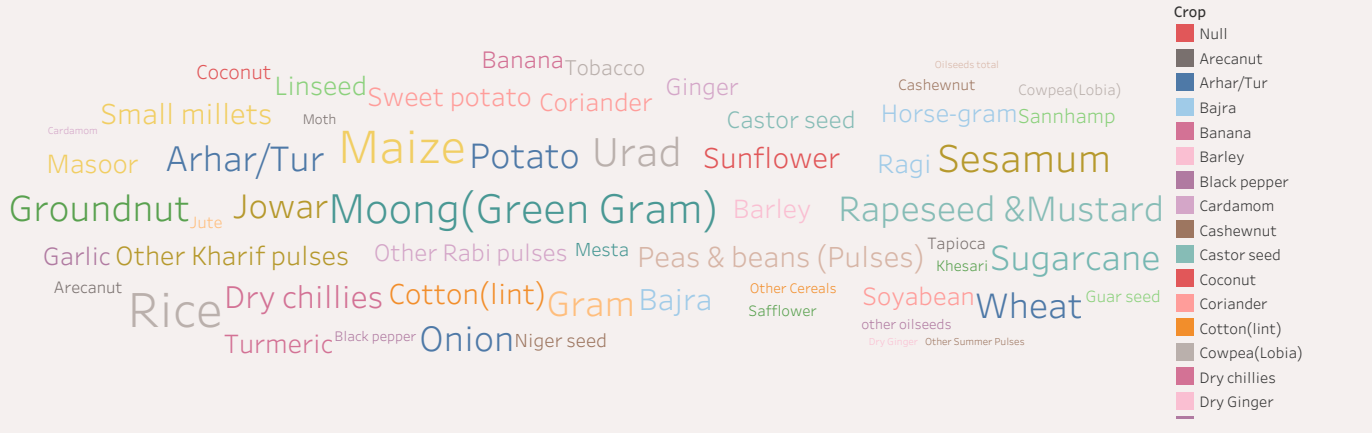 Banana Tobacco
Oilseeds total
Coconut Linseed Sweet potato Coriander Ginger Cashewnut Cowpea(Lobia)
Small millets Moth Castor seed Horse-gram Sannhamp
Cardamom
Masoor Arhar/Tur Maize Potato Urad Sunflower Ragi Sesamum
Groundnut Jute Jowar Moong(Green Gram) Barley Rapeseed &Mustard
Garlic Other Kharif pulses Other Rabi pulses Mesta Peas & beans (Pulses) Tapioca
Khesari Sugarcane
Arecanut Rice Dry chillies Cotton(lint) Gram Bajra Other Cereals Soyabean Wheat Guar seed
Safflower
other oilseeds
Turmeric Black pepper Onion Niger seed Dry Ginger Other Summer Pulses
Crop
Null
Arecanut
Arhar/Tur
Bajra
Banana
Barley
Black pepper
Cardamom
Cashewnut
Castor seed
Coconut
Coriander
Cotton(lint)
Cowpea(Lobia)
Dry chillies
Dry Ginger